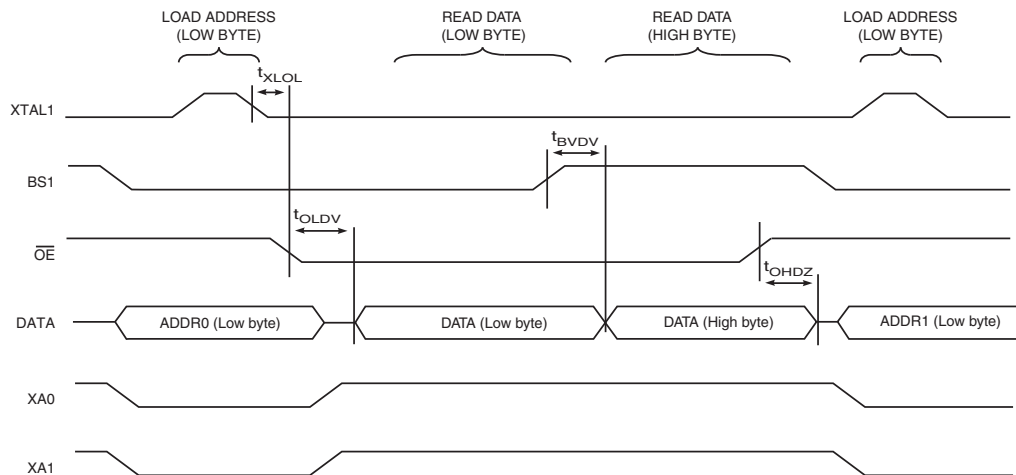 LOAD ADDRESS
(LOW BYTE)
READ DATA
(LOW BYTE)
READ DATA
(HIGH BYTE)
LOAD ADDRESS
(LOW BYTE)
tXLOL
XTAL1
tBVDV
BS1
tOLDV
OE
tOHDZ
DATA
ADDR0 (Low byte)
DATA (Low byte)
DATA (High byte)
ADDR1 (Low byte)
XA0
XA1